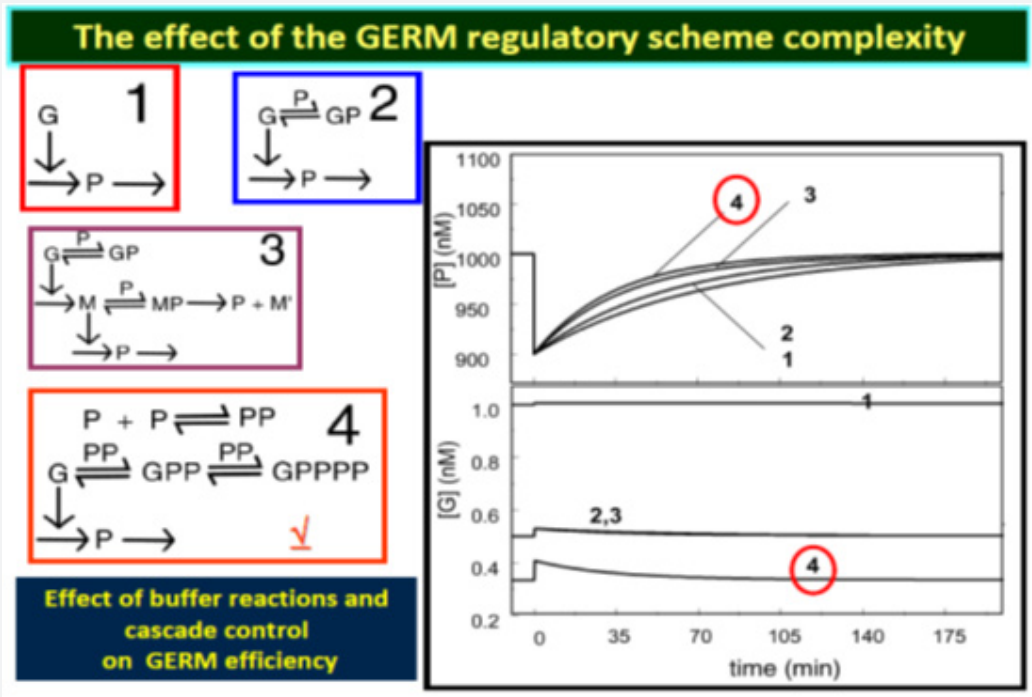 The effect of the GERM regulatory scheme complexity
1
G
P
2
P
G GP
P
3
P
G GP
P
M MP P + M'
P
4
P + P PP
PP PP
G GPP GPPPP
P
√
Effect of buffer reactions and
cascade control
on GERM efficiency
[P] (nM)
1100
1050
1000
950
900
4
3
2
1
[G] (nM)
1.0
0.8
0.6
0.4
0.2
1
2,3
4
0 35 70 105 140 175
time (min)